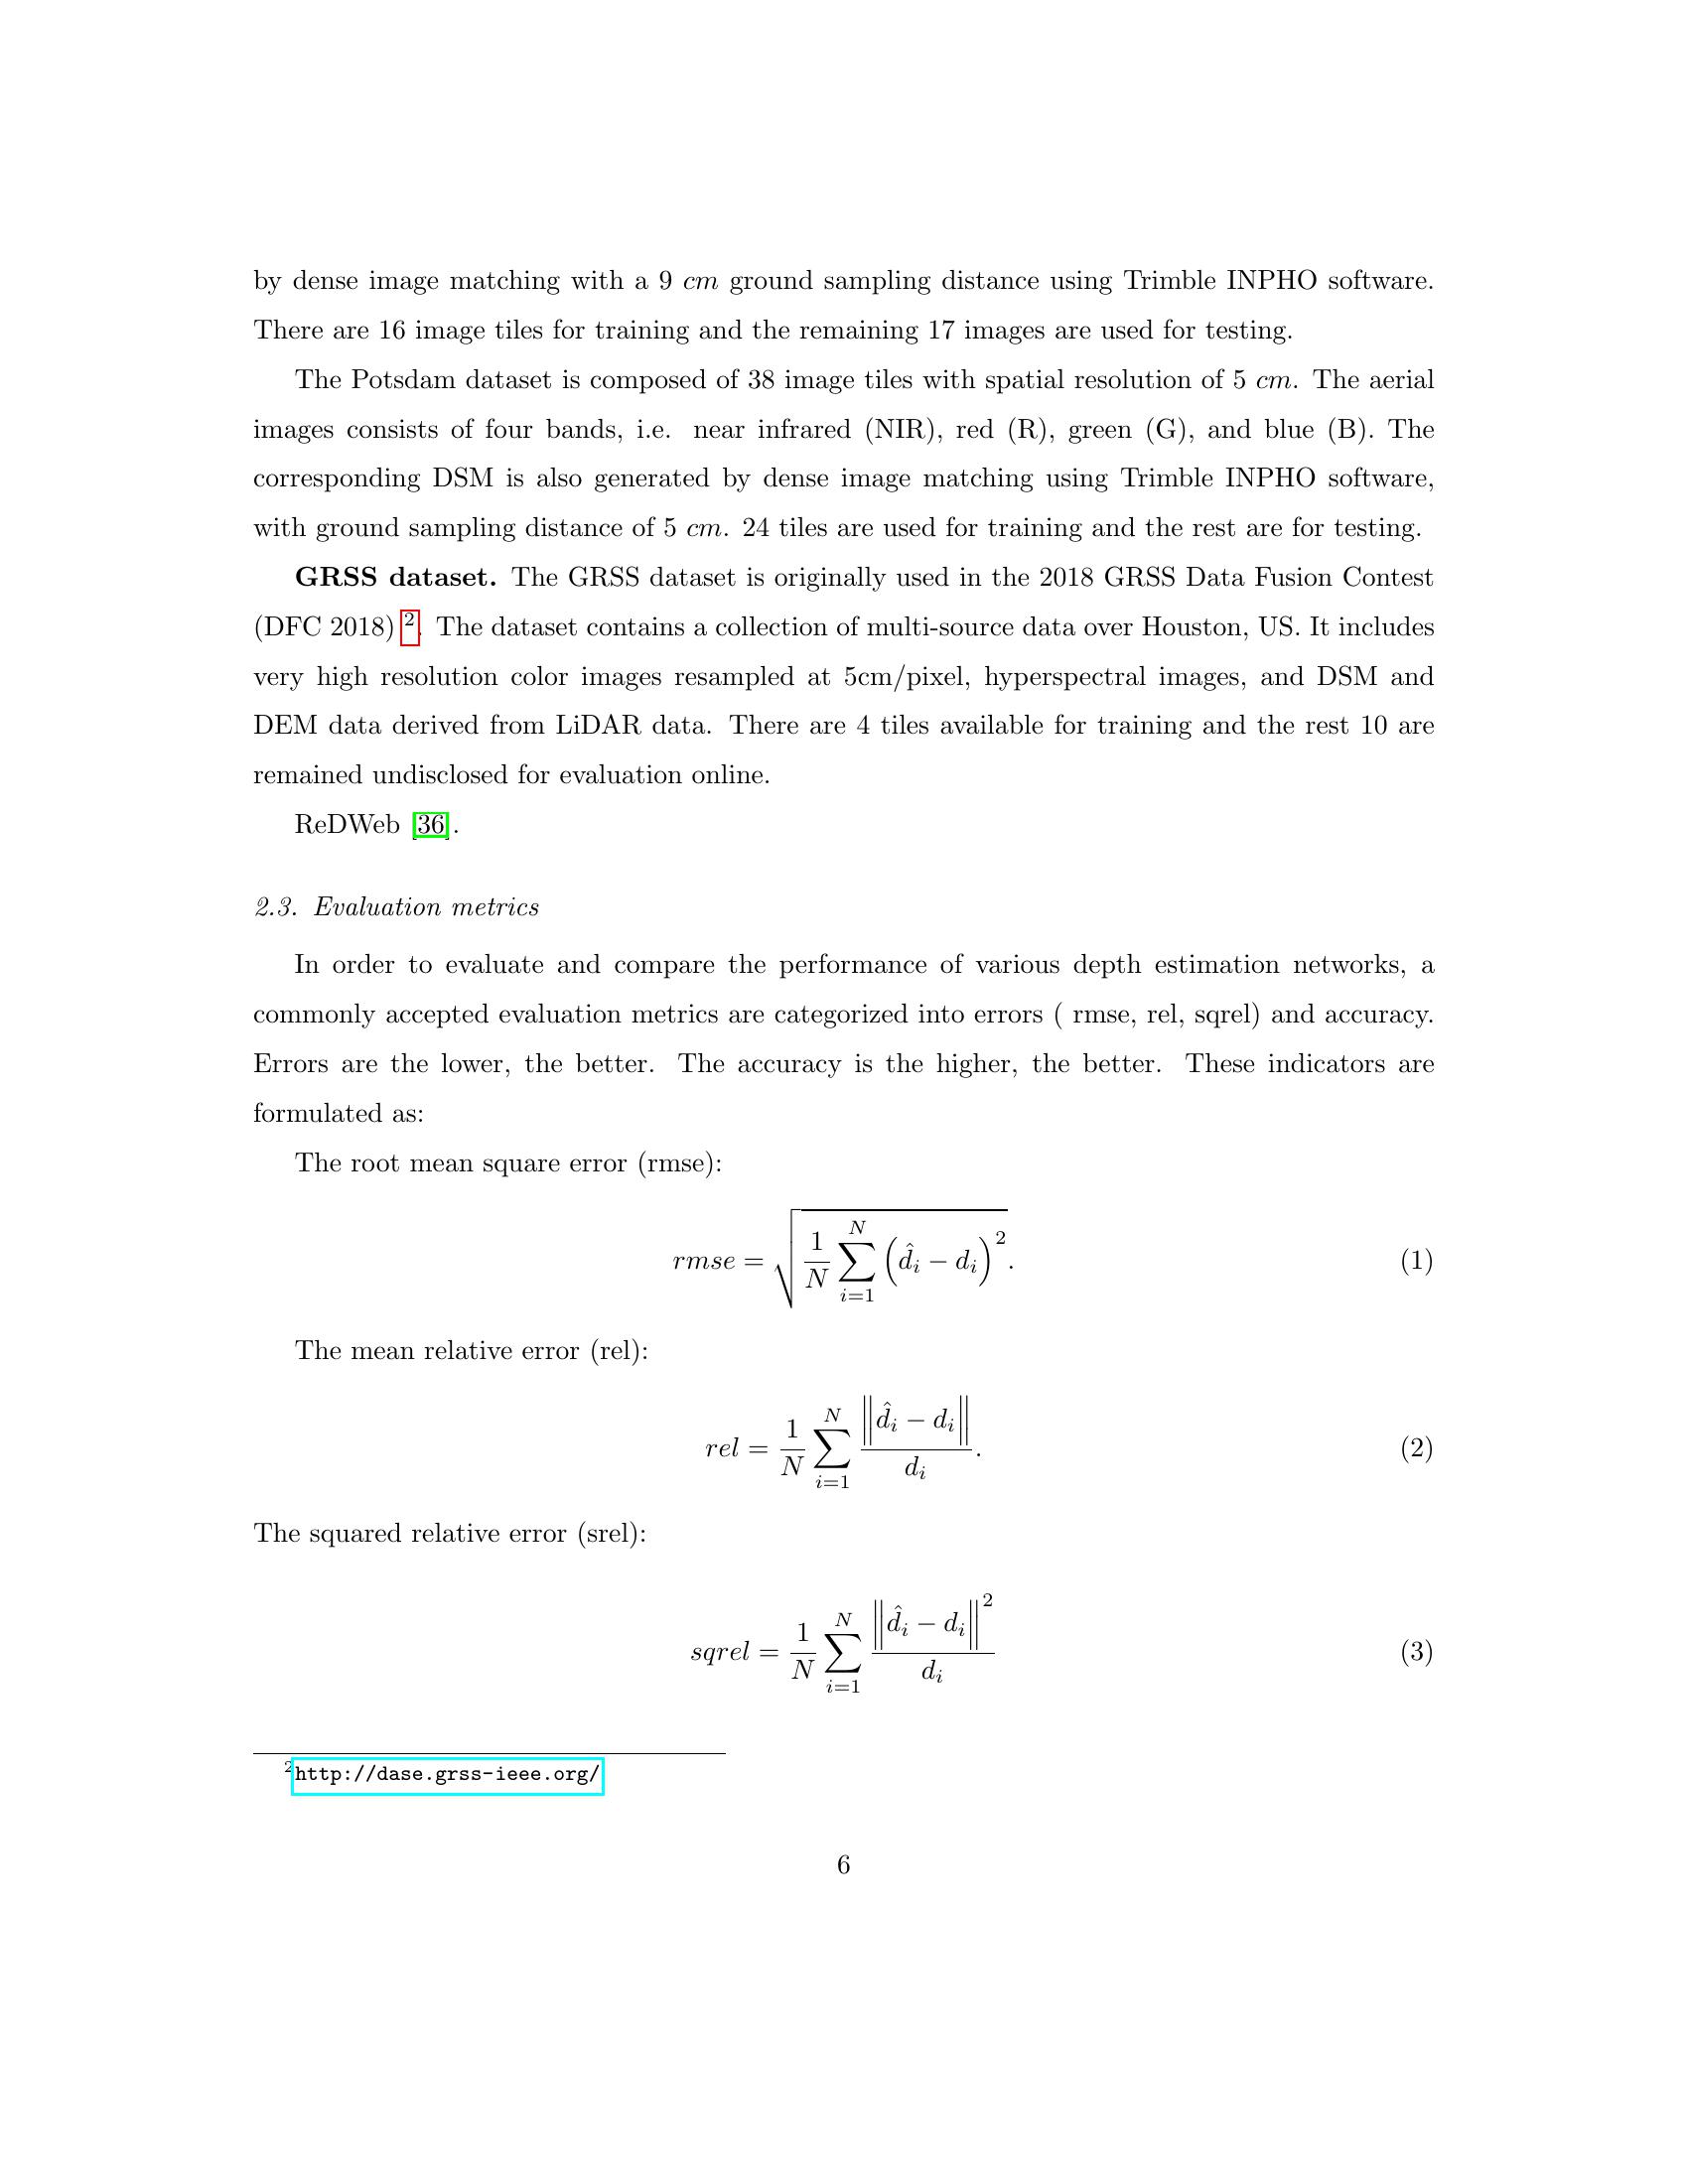 by dense image matching with a 9 cm ground sampling distance using Trimble INPHO software.
There are 16 image tiles for training and the remaining 17 images are used for testing.
The Potsdam dataset is composed of 38 image tiles with spatial resolution of 5 cm. The aerial
images consists of four bands, i.e. near infrared (NIR), red (R), green (G), and blue (B). The
corresponding DSM is also generated by dense image matching using Trimble INPHO software,
with ground sampling distance of 5 cm. 24 tiles are used for training and the rest are for testing.
GRSS dataset. The GRSS dataset is originally used in the 2018 GRSS Data Fusion Contest
(DFC 2018) ². The dataset contains a collection of multi-source data over Houston, US. It includes
very high resolution color images resampled at 5cm/pixel, hyperspectral images, and DSM and
DEM data derived from LiDAR data. There are 4 tiles available for training and the rest 10 are
remained undisclosed for evaluation online.
ReDWeb [36].
2.3. Evaluation metrics
In order to evaluate and compare the performance of various depth estimation networks, a
commonly accepted evaluation metrics are categorized into errors ( rmse, rel, sqrel) and accuracy.
Errors are the lower, the better. The accuracy is the higher, the better. These indicators are
formulated as:
The root mean square error (rmse):
$rmse = \sqrt{\frac{1}{N} \sum_{i=1}^{N} \left(\hat{d}_i - d_i\right)^2}.$ (1)
The mean relative error (rel):
$rel = \frac{1}{N} \sum_{i=1}^{N} \frac{\left\|\hat{d}_i - d_i\right\|}{d_i}.$ (2)
The squared relative error (srel):
$sqrel = \frac{1}{N} \sum_{i=1}^{N} \frac{\left\|\hat{d}_i - d_i\right\|^2}{d_i}$ (3)
² http://dase.grss-ieee.org/
6